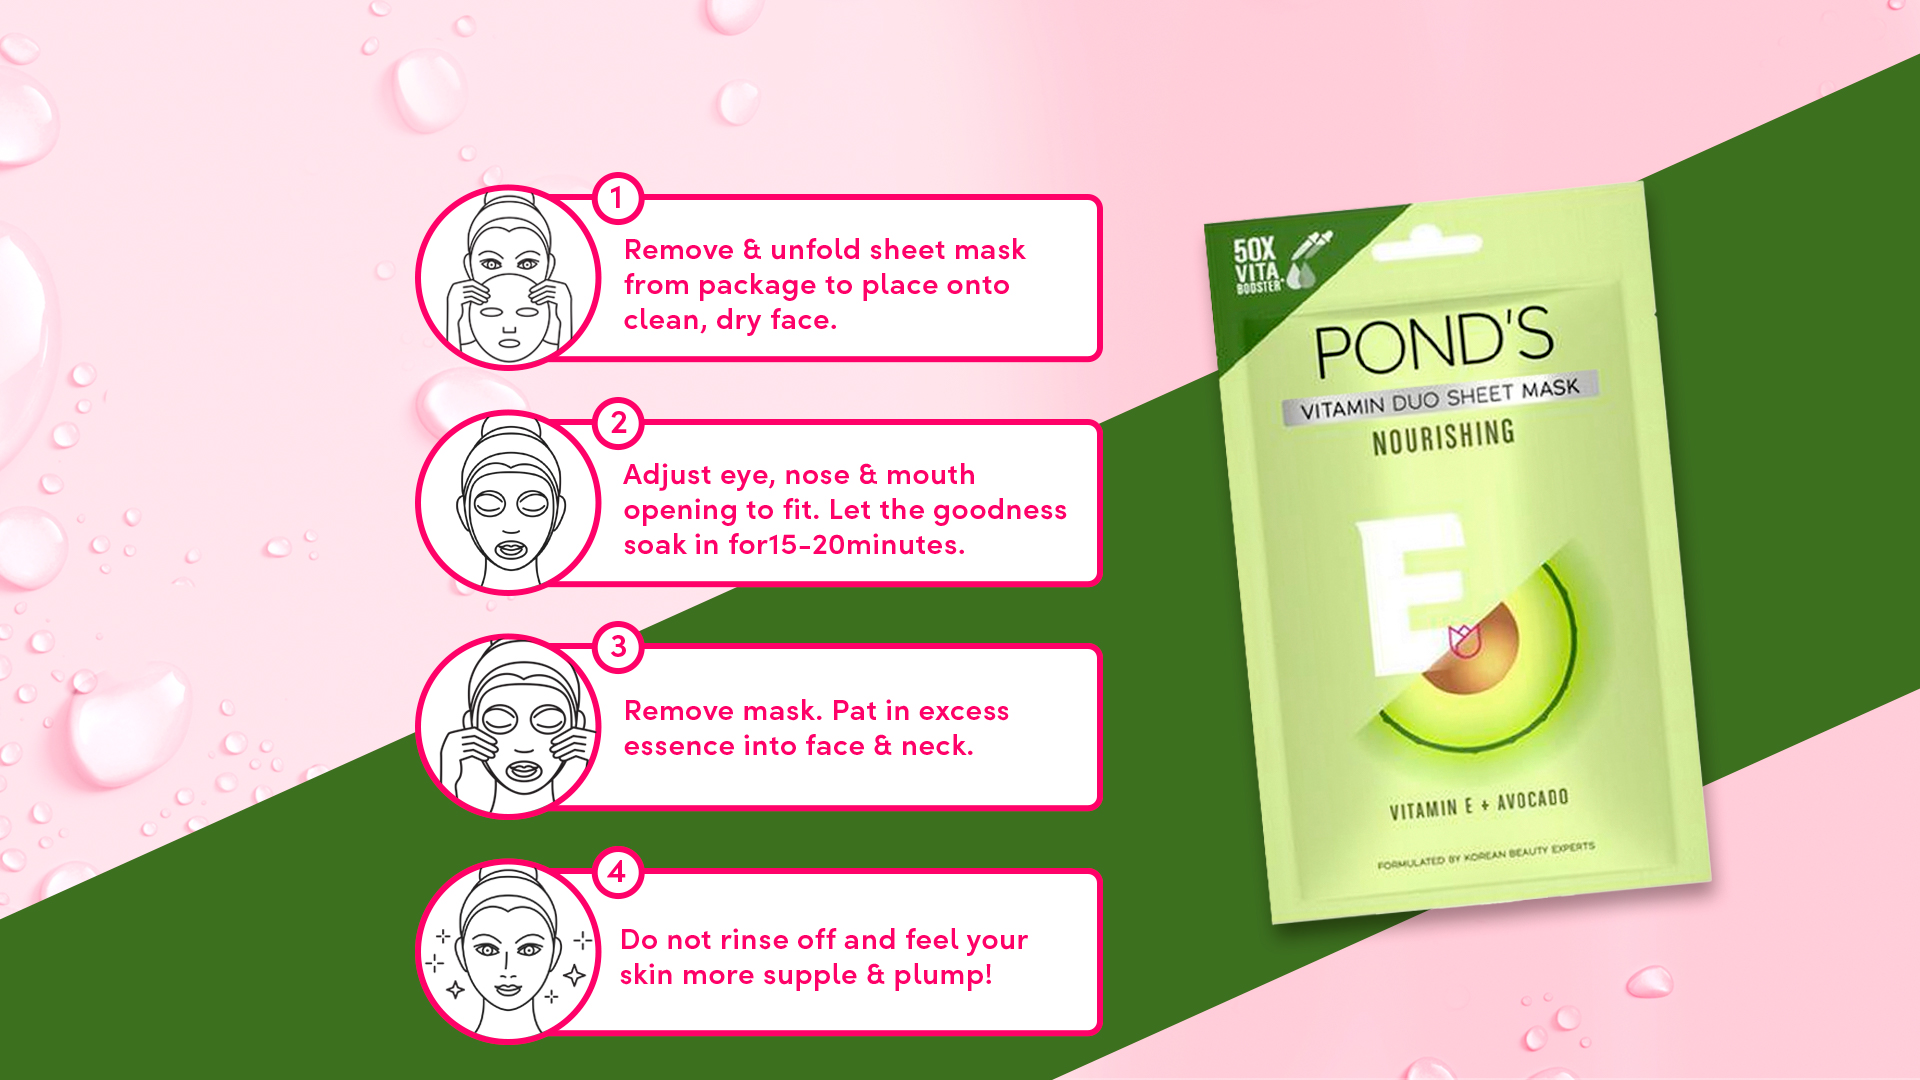 1
Remove & unfold sheet mask
from package to place onto
clean, dry face.
2
Adjust eye, nose & mouth
opening to fit. Let the goodness
soak in for15-20minutes.
3
Remove mask. Pat in excess
essence into face & neck.
4
Do not rinse off and feel your
skin more supple & plump!
50X
VITA
BOOSTER*
POND'S
VITAMIN DUO SHEET MASK
NOURISHING
E
VITAMIN E + AVOCADO
FORMULATED BY KOREAN BEAUTY EXPERTS